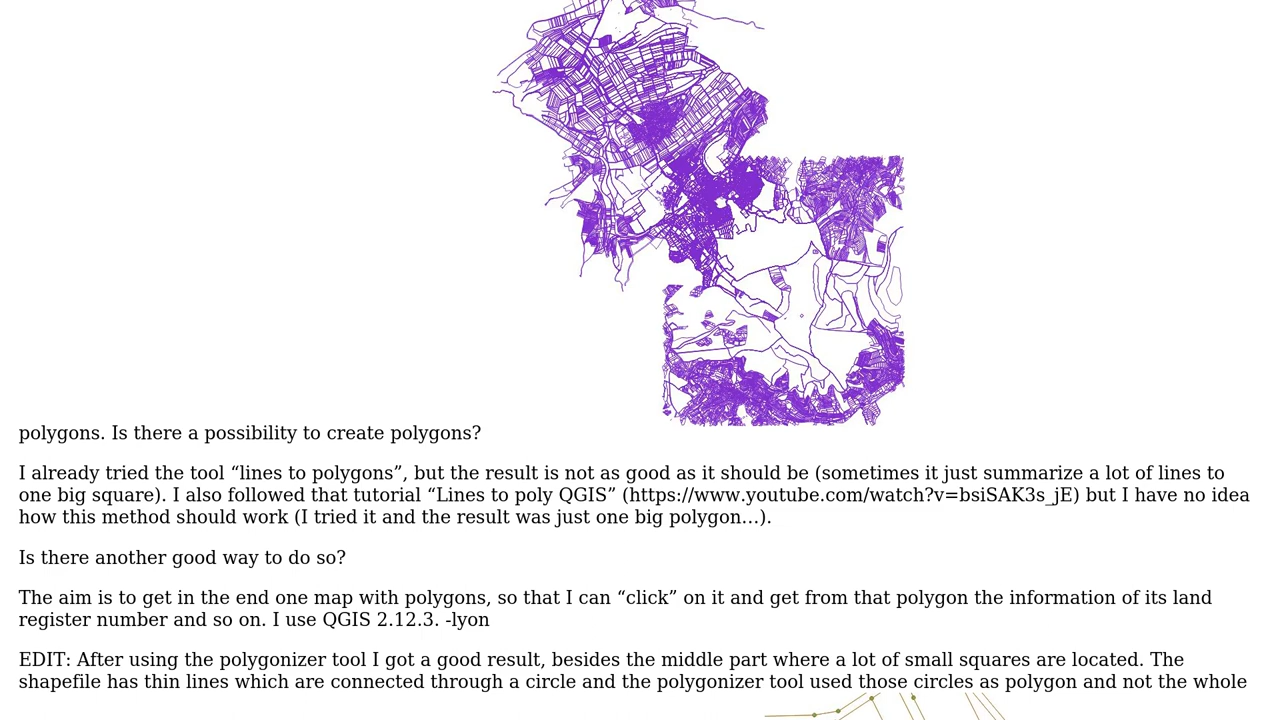 polygons. Is there a possibility to create polygons?
I already tried the tool “lines to polygons”, but the result is not as good as it should be (sometimes it just summarize a lot of lines to
one big square). I also followed that tutorial “Lines to poly QGIS” (https://www.youtube.com/watch?v=bsiSAK3s_jE) but I have no idea
how this method should work (I tried it and the result was just one big polygon…).
Is there another good way to do so?
The aim is to get in the end one map with polygons, so that I can “click” on it and get from that polygon the information of its land
register number and so on. I use QGIS 2.12.3. -lyon
EDIT: After using the polygonizer tool I got a good result, besides the middle part where a lot of small squares are located. The
shapefile has thin lines which are connected through a circle and the polygonizer tool used those circles as polygon and not the whole